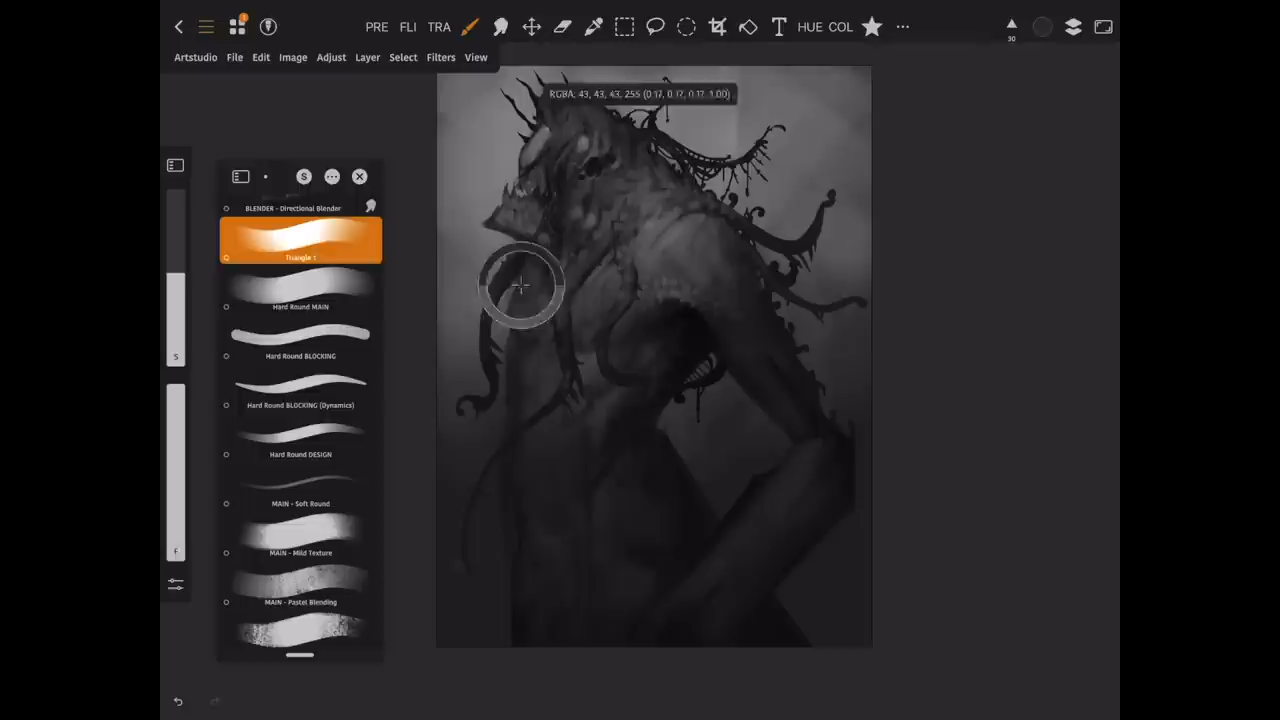 1
PRE FLI TRA T HUE COL
30
Artstudio File Edit Image Adjust Layer Select Filters View
RGBA: 43, 43, 43, 255 (0.17, 0.17, 0.17, 1.00)
S
BLENDER - Directional Blender
Triangle 1
Hard Round MAIN
Hard Round BLOCKING
Hard Round BLOCKING (Dynamics)
Hard Round DESIGN
MAIN - Soft Round
MAIN - Mild Texture
MAIN - Pastel Blending
S
F